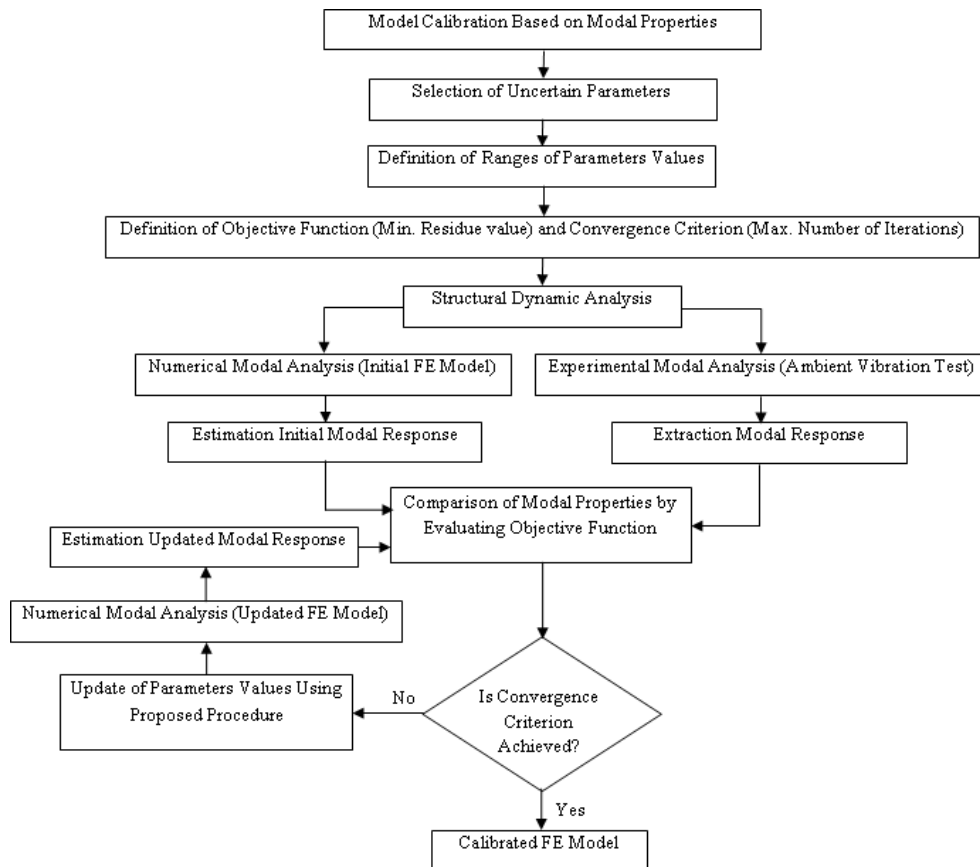 Model Calibration Based on Modal Properties
Selection of Uncertain Parameters
Definition of Ranges of Parameters Values
Definition of Objective Function (Min. Residue value) and Convergence Criterion (Max. Number of Iterations)
Structural Dynamic Analysis
Numerical Modal Analysis (Initial FE Model)
Experimental Modal Analysis (Ambient Vibration Test)
Estimation Initial Modal Response
Extraction Modal Response
Comparison of Modal Properties by
Evaluating Objective Function
Estimation Updated Modal Response
Numerical Modal Analysis (Updated FE Model)
Update of Parameters Values Using
Proposed Procedure
No
Is Convergence
Criterion
Achieved?
Yes
Calibrated FE Model